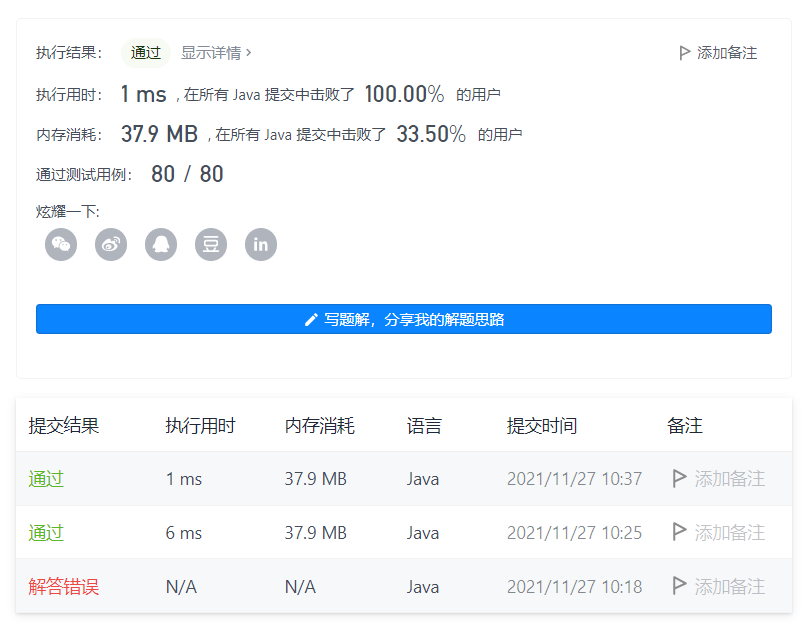 执行结果： 通过 显示详情 › 添加备注
执行用时： 1 ms , 在所有 Java 提交中击败了 100.00% 的用户
内存消耗： 37.9 MB , 在所有 Java 提交中击败了 33.50% 的用户
通过测试用例： 80 / 80
炫耀一下:
豆 in
写题解，分享我的解题思路
提交结果 执行用时 内存消耗 语言 提交时间 备注
通过 1 ms 37.9 MB Java 2021/11/27 10:37 添加备注
通过 6 ms 37.9 MB Java 2021/11/27 10:25 添加备注
解答错误 N/A N/A Java 2021/11/27 10:18 添加备注